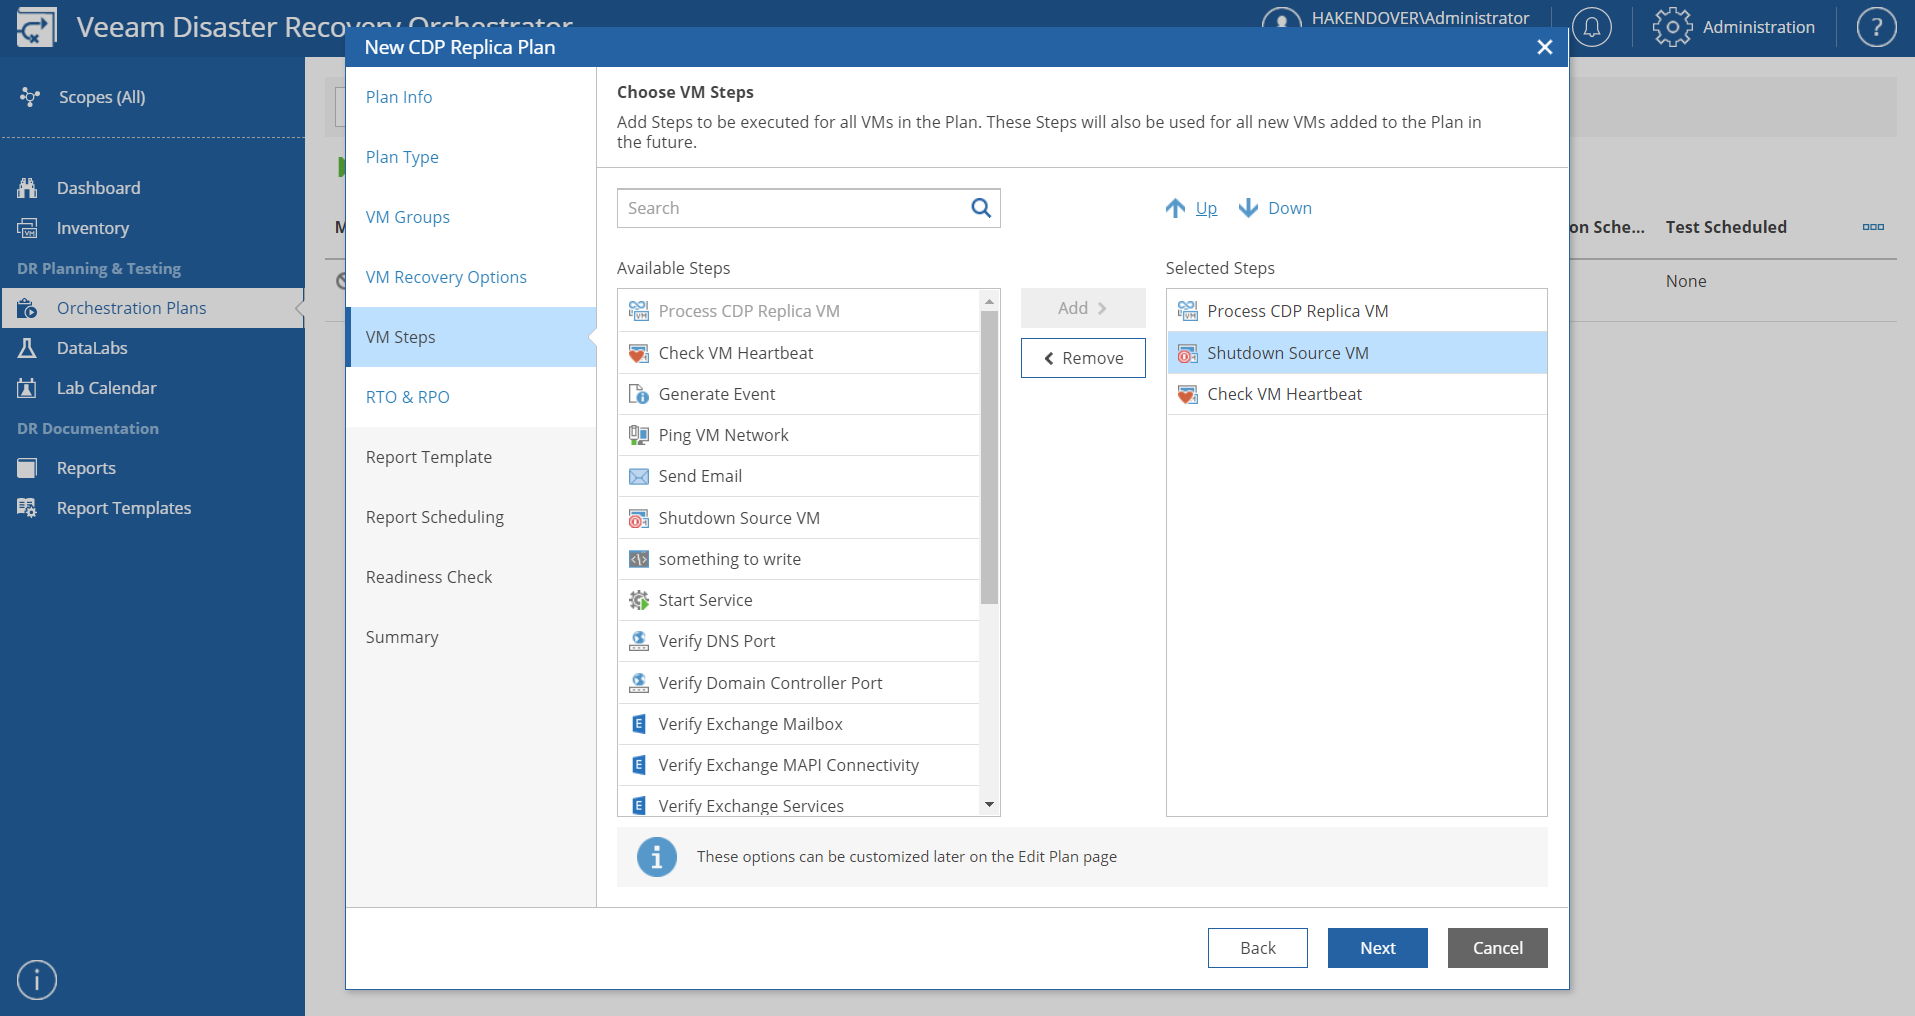 Veeam Disaster Recovery Orchestrator
HAKENDOVER\Administrator
Administration
?
Scopes (All)
Dashboard
Inventory
DR Planning & Testing
Orchestration Plans
DataLabs
Lab Calendar
DR Documentation
Reports
Report Templates
i
on Sche...
Test Scheduled
None
New CDP Replica Plan
Plan Info
Plan Type
VM Groups
VM Recovery Options
VM Steps
RTO & RPO
Report Template
Report Scheduling
Readiness Check
Summary
Choose VM Steps
Add Steps to be executed for all VMs in the Plan. These Steps will also be used for all new VMs added to the Plan in
the future.
Search
Up
Down
Available Steps
Process CDP Replica VM
Check VM Heartbeat
Generate Event
Ping VM Network
Send Email
Shutdown Source VM
something to write
Start Service
Verify DNS Port
Verify Domain Controller Port
Verify Exchange Mailbox
Verify Exchange MAPI Connectivity
Verify Exchange Services
Add
Remove
Selected Steps
Process CDP Replica VM
Shutdown Source VM
Check VM Heartbeat
These options can be customized later on the Edit Plan page
Back
Next
Cancel